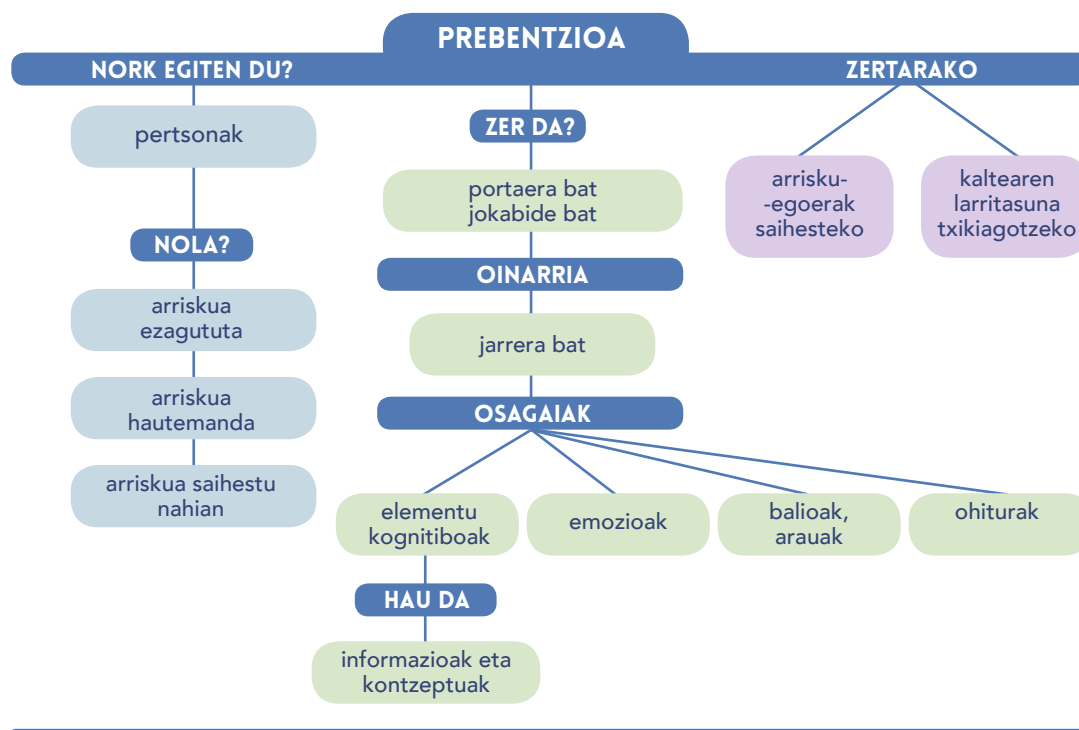 PREBENTZIOA
NORK EGITEN DU?
pertsonak
NOLA?
arriskua
ezagututa
arriskua
hautemanda
arriskua saihestu
nahian
ZER DA?
portaera bat
jokabide bat
OINARRIA
jarrera bat
OSAGAIAK
elementu
kognitiboak
emozioak
balioak,
arauak
ohiturak
HAU DA
informazioak eta
kontzeptuak
ZERTARAKO
arrisku-
-egoerak
saihesteko
kaltearen
larritasuna
txikiagotzeko